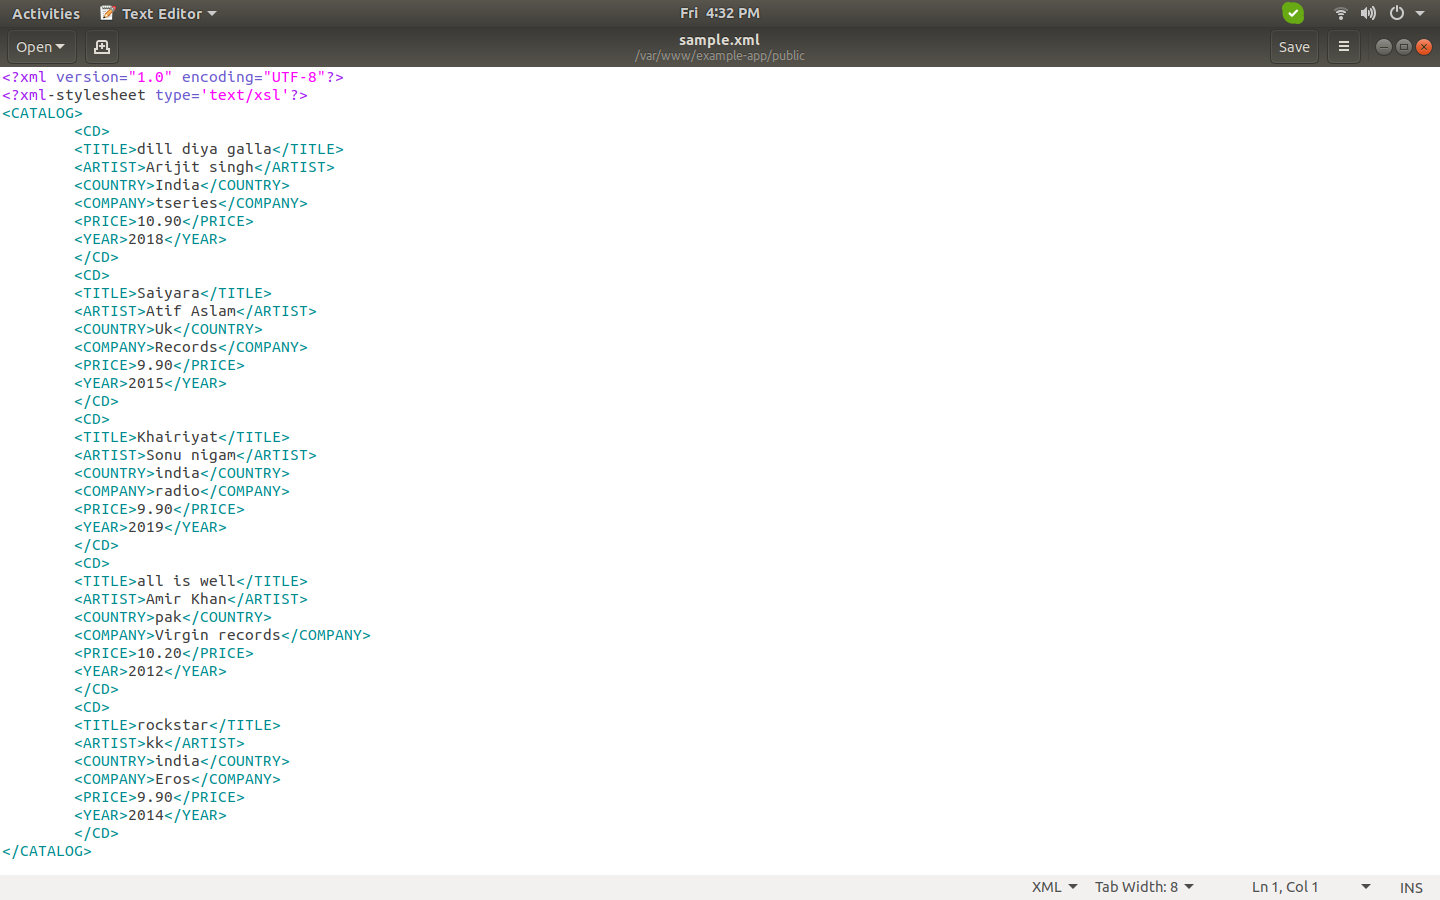 Activities Text Editor Fri 4:32 PM
Open sample.xml Save
/var/www/example-app/public
<?xml version="1.0" encoding="UTF-8"?>
<?xml-stylesheet type='text/xsl'?>
<CATALOG>
<CD>
<TITLE>dill diya galla</TITLE>
<ARTIST>Arijit singh</ARTIST>
<COUNTRY>India</COUNTRY>
<COMPANY>tseries</COMPANY>
<PRICE>10.90</PRICE>
<YEAR>2018</YEAR>
</CD>
<CD>
<TITLE>Saiyara</TITLE>
<ARTIST>Atif Aslam</ARTIST>
<COUNTRY>Uk</COUNTRY>
<COMPANY>Records</COMPANY>
<PRICE>9.90</PRICE>
<YEAR>2015</YEAR>
</CD>
<CD>
<TITLE>Khairiyat</TITLE>
<ARTIST>Sonu nigam</ARTIST>
<COUNTRY>india</COUNTRY>
<COMPANY>radio</COMPANY>
<PRICE>9.90</PRICE>
<YEAR>2019</YEAR>
</CD>
<CD>
<TITLE>all is well</TITLE>
<ARTIST>Amir Khan</ARTIST>
<COUNTRY>pak</COUNTRY>
<COMPANY>Virgin records</COMPANY>
<PRICE>10.20</PRICE>
<YEAR>2012</YEAR>
</CD>
<CD>
<TITLE>rockstar</TITLE>
<ARTIST>kk</ARTIST>
<COUNTRY>india</COUNTRY>
<COMPANY>Eros</COMPANY>
<PRICE>9.90</PRICE>
<YEAR>2014</YEAR>
</CD>
</CATALOG>
XML Tab Width: 8 Ln 1, Col 1 INS